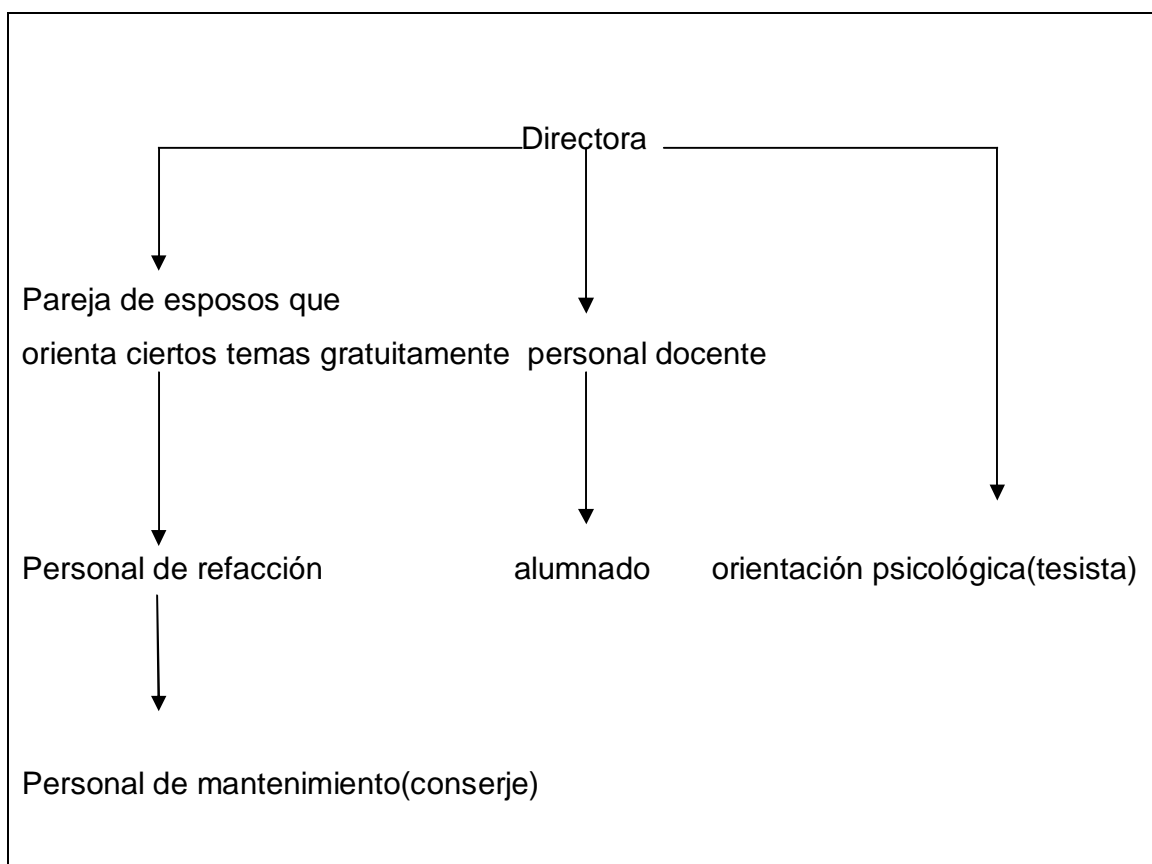 Directora
Pareja de esposos que
orienta ciertos temas gratuitamente personal docente
Personal de refacción alumnado orientación psicológica(tesista)
Personal de mantenimiento(conserje)